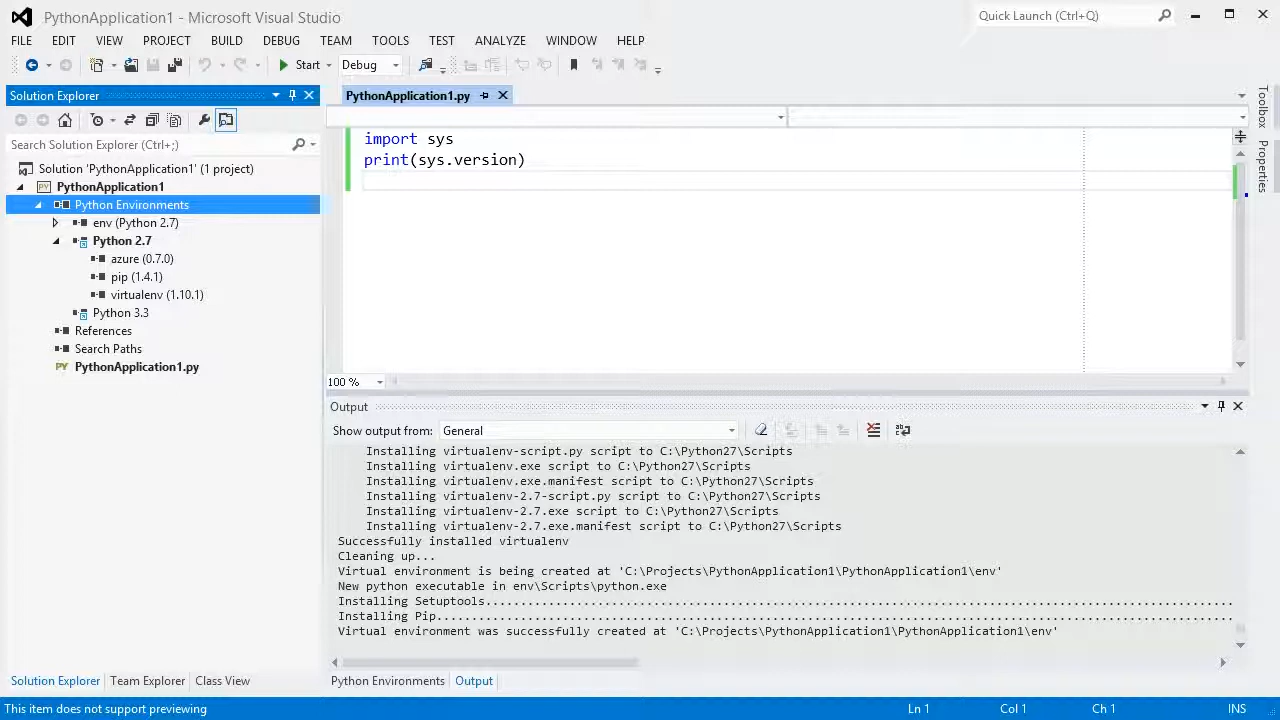 PythonApplication1 - Microsoft Visual Studio
Quick Launch (Ctrl+Q)
FILE EDIT VIEW PROJECT BUILD DEBUG TEAM TOOLS TEST ANALYZE WINDOW HELP
Start Debug
Solution Explorer
Search Solution Explorer (Ctrl+;)
Solution 'PythonApplication1' (1 project)
PythonApplication1
Python Environments
env (Python 2.7)
Python 2.7
azure (0.7.0)
pip (1.4.1)
virtualenv (1.10.1)
Python 3.3
References
Search Paths
PY PythonApplication1.py
Solution Explorer Team Explorer Class View
PythonApplication1.py
import sys
print(sys.version)
100 %
Output
Show output from: General
Installing virtualenv-script.py script to C:\Python27\Scripts
Installing virtualenv.exe script to C:\Python27\Scripts
Installing virtualenv.exe.manifest script to C:\Python27\Scripts
Installing virtualenv-2.7-script.py script to C:\Python27\Scripts
Installing virtualenv-2.7.exe script to C:\Python27\Scripts
Installing virtualenv-2.7.exe.manifest script to C:\Python27\Scripts
Successfully installed virtualenv
Cleaning up...
Virtual environment is being created at 'C:\Projects\PythonApplication1\PythonApplication1\env'
New python executable in env\Scripts\python.exe
Installing Setuptools..........................................................................................................
Installing Pip.................................................................................................................
Virtual environment was successfully created at 'C:\Projects\PythonApplication1\PythonApplication1\env'
Python Environments Output
Toolbox
Properties
This item does not support previewing
Ln 1 Col 1 Ch 1 INS